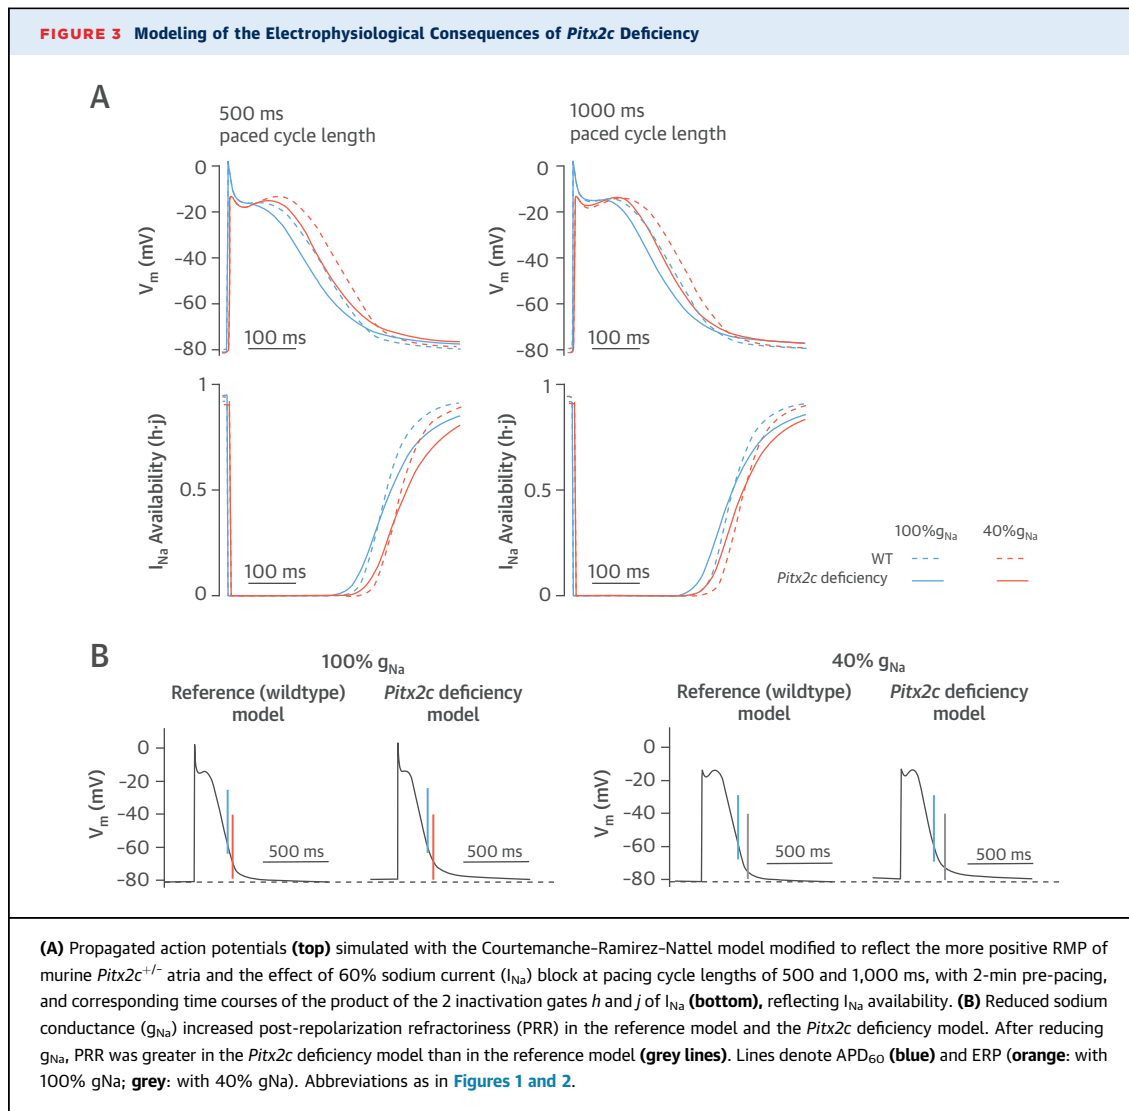 FIGURE 3 Modeling of the Electrophysiological Consequences of Pitx2c Deficiency
A
500 ms
paced cycle length
1000 ms
paced cycle length
0
-20
-40
-60
-80
Vm (mV)
100 ms
0
-20
-40
-60
-80
Vm (mV)
100 ms
1
0.5
0
INa Availability (h·j)
100 ms
1
0.5
0
INa Availability (h·j)
100 ms
100%gNa 40%gNa
WT
Pitx2c deficiency
B
100% gNa
40% gNa
Reference (wildtype)
model
Pitx2c deficiency
model
Reference (wildtype)
model
Pitx2c deficiency
model
0
-20
-40
-60
-80
Vm (mV)
500 ms
500 ms
0
-20
-40
-60
-80
Vm (mV)
500 ms
500 ms
(A) Propagated action potentials (top) simulated with the Courtemanche-Ramirez-Nattel model modified to reflect the more positive RMP of
murine Pitx2c+/- atria and the effect of 60% sodium current (INa) block at pacing cycle lengths of 500 and 1,000 ms, with 2-min pre-pacing,
and corresponding time courses of the product of the 2 inactivation gates h and j of INa (bottom), reflecting INa availability. (B) Reduced sodium
conductance (gNa) increased post-repolarization refractoriness (PRR) in the reference model and the Pitx2c deficiency model. After reducing
gNa, PRR was greater in the Pitx2c deficiency model than in the reference model (grey lines). Lines denote APD60 (blue) and ERP (orange: with
100% gNa; grey: with 40% gNa). Abbreviations as in Figures 1 and 2.